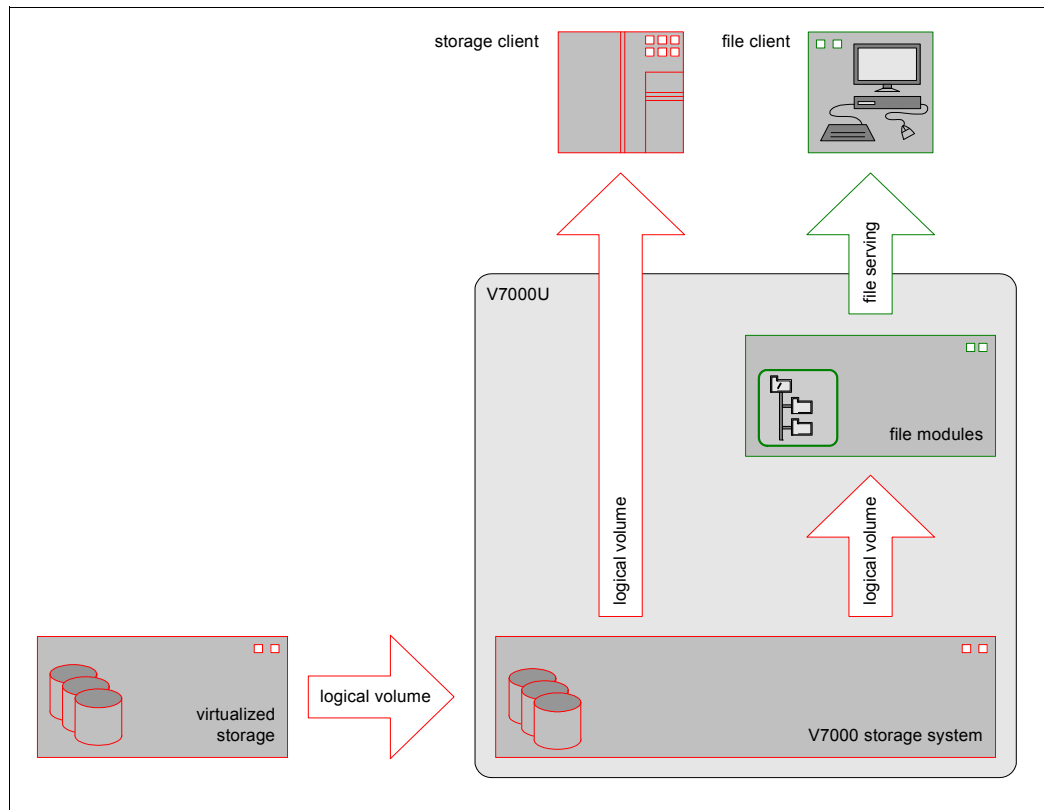 storage client
file client
file serving
V7000U
file modules
logical volume
logical volume
logical volume
virtualized
storage
V7000 storage system